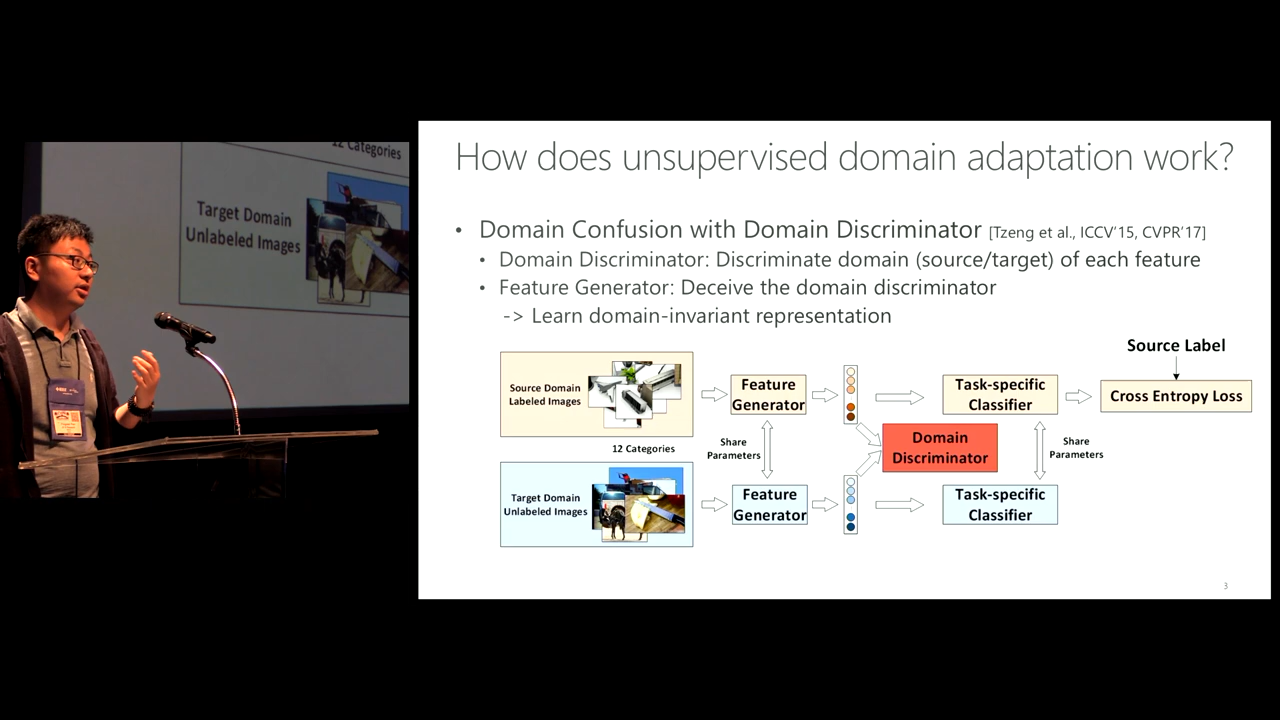 12 Categories
Target Domain
Unlabeled Images
How does unsupervised domain adaptation work?
• Domain Confusion with Domain Discriminator [Tzeng et al., ICCV'15, CVPR'17]
• Domain Discriminator: Discriminate domain (source/target) of each feature
• Feature Generator: Deceive the domain discriminator
-> Learn domain-invariant representation
Source Label
Source Domain
Labeled Images
Feature
Generator
Task-specific
Classifier
Cross Entropy Loss
12 Categories
Share
Parameters
Domain
Discriminator
Share
Parameters
Target Domain
Unlabeled Images
Feature
Generator
Task-specific
Classifier
3